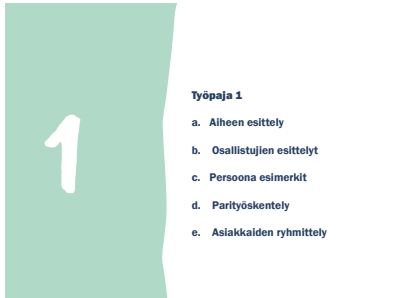 1
Työpaja 1
a. Aiheen esittely
b. Osallistujien esittelyt
c. Persoona esimerkit
d. Parityöskentely
e. Asiakkaiden ryhmittely